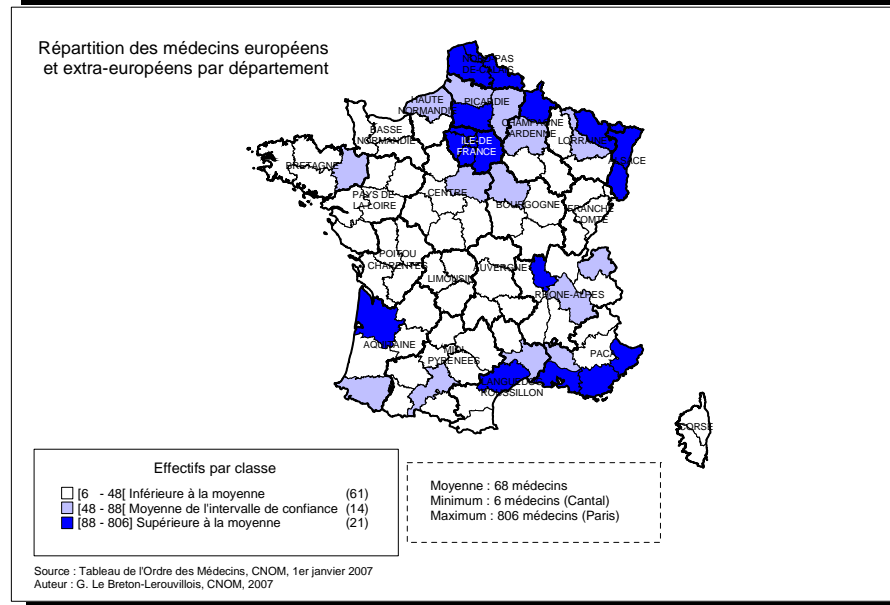 Répartition des médecins européens
et extra-européens par département
PAS
DE-CALAIS
HAUTE
NORMANDIE
PICARDIE
BASSE
NORMANDIE
CHAMPAGNE
ARDENNE
LORRAINE
ILE-DE
FRANCE
ALSACE
BRETAGNE
PAYS DE
LA LOIRE
CENTRE
BOURGOGNE
FRANCHE
COMTE
POITOU
CHARENTES
LIMOUSIN
AUVERGNE
RHONE-ALPES
AQUITAINE
MIDI
PYRENEES
LANGUEDOC
ROUSSILLON
PACA
CORSE
Effectifs par classe
[6 - 48[ Inférieure à la moyenne (61)
[48 - 88[ Moyenne de l'intervalle de confiance (14)
[88 - 806] Supérieure à la moyenne (21)
Moyenne : 68 médecins
Minimum : 6 médecins (Cantal)
Maximum : 806 médecins (Paris)
Source : Tableau de l'Ordre des Médecins, CNOM, 1er janvier 2007
Auteur : G. Le Breton-Lerouvillois, CNOM, 2007